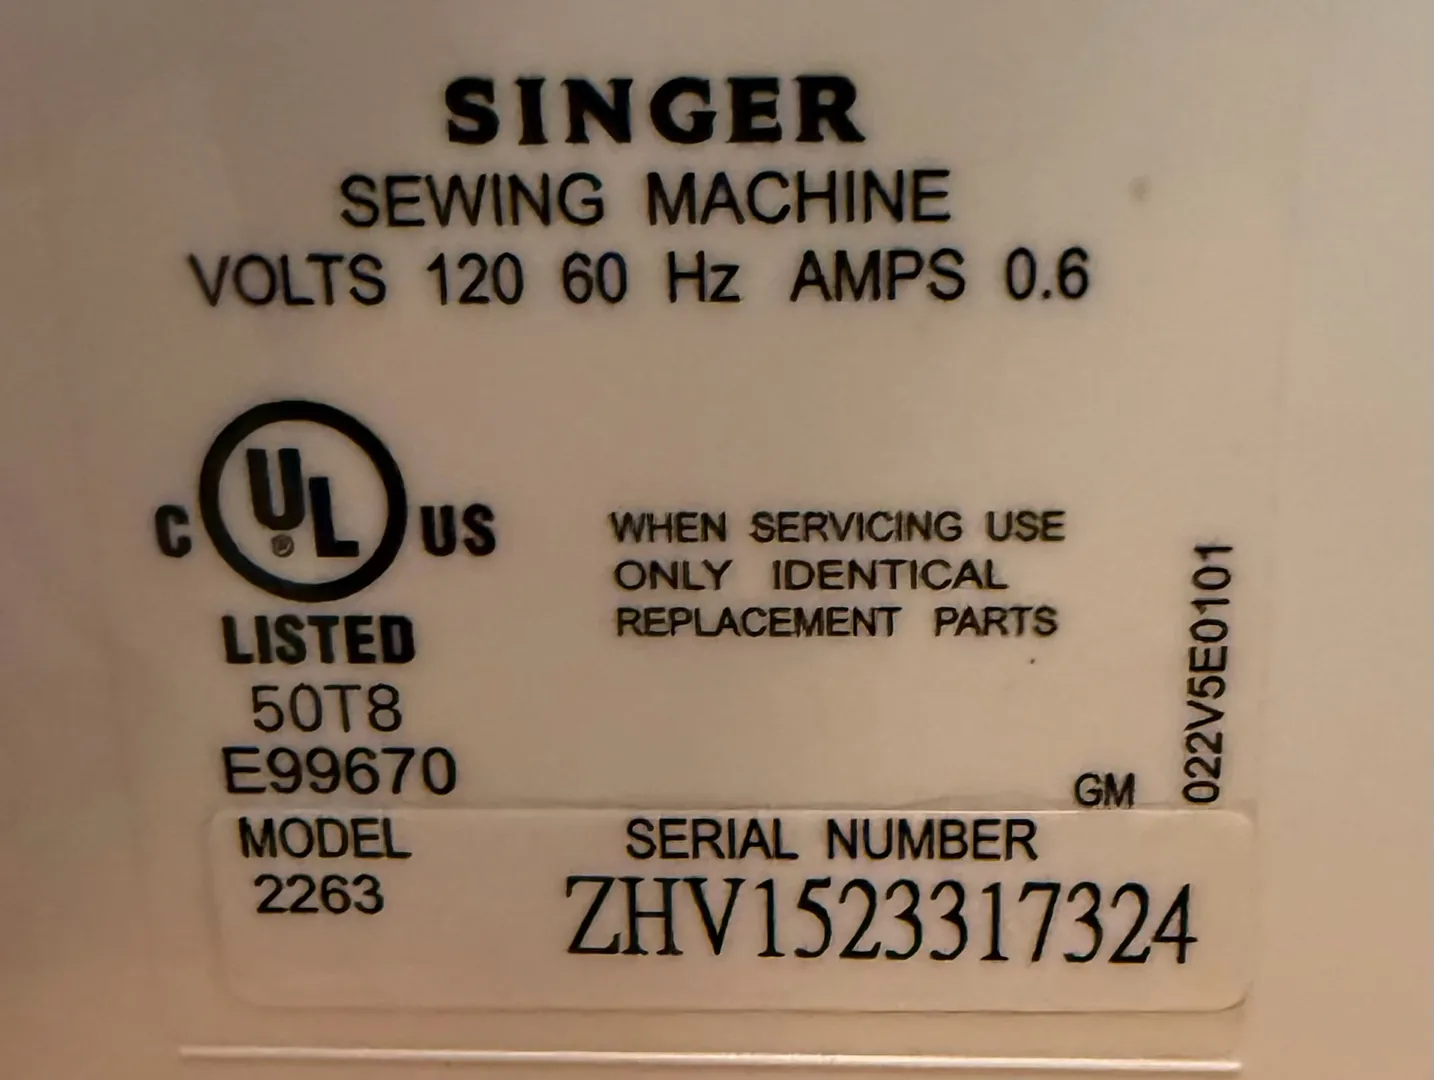 SINGER
SEWING MACHINE
VOLTS 120 60 Hz AMPS 0.6
C UL ® US
LISTED
50T8
E99670
WHEN SERVICING USE
ONLY IDENTICAL
REPLACEMENT PARTS
022V5E0101
GM
MODEL
2263
SERIAL NUMBER
ZHV1523317324